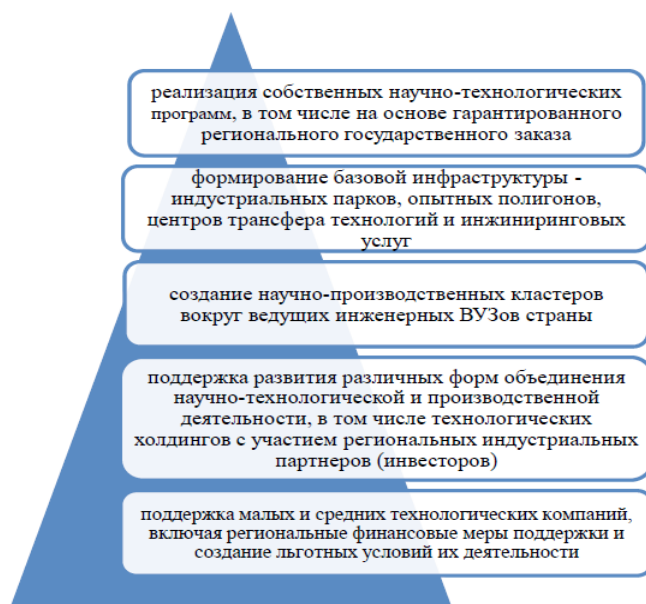 реализация собственных научно-технологических
программ, в том числе на основе гарантированного
регионального государственного заказа
формирование базовой инфраструктуры -
индустриальных парков, опытных полигонов,
центров трансфера технологий и инжиниринговых
услуг
создание научно-производственных кластеров
вокруг ведущих инженерных ВУЗов страны
поддержка развития различных форм объединения
научно-технологической и производственной
деятельности, в том числе технологических
холдингов с участием региональных индустриальных
партнеров (инвесторов)
поддержка малых и средних технологических компаний,
включая региональные финансовые меры поддержки и
создание льготных условий их деятельности